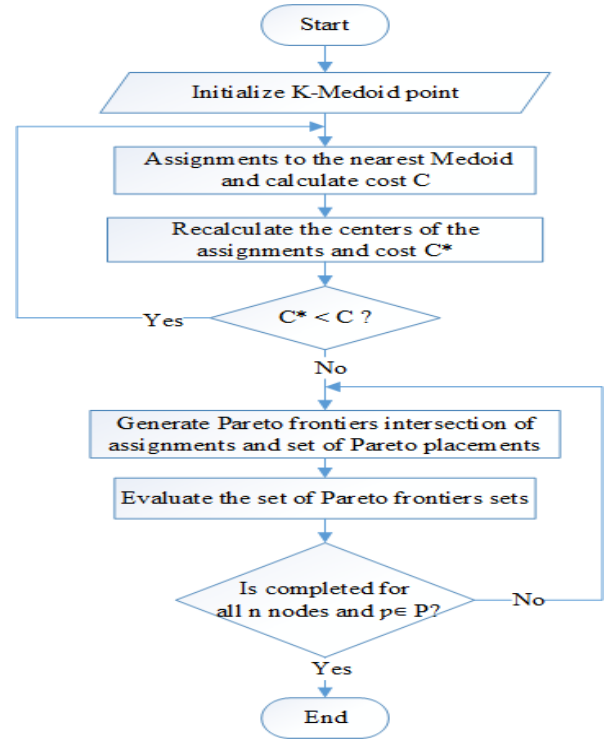 Start
Initialize K-Medoid point
Assignments to the nearest Medoid
and calculate cost C
Recalculate the centers of the
assignments and cost C*
C* < C ?
Yes
No
Generate Pareto frontiers intersection of
assignments and set of Pareto placements
Evaluate the set of Pareto frontiers sets
Is completed for
all n nodes and p∈ P?
No
Yes
End